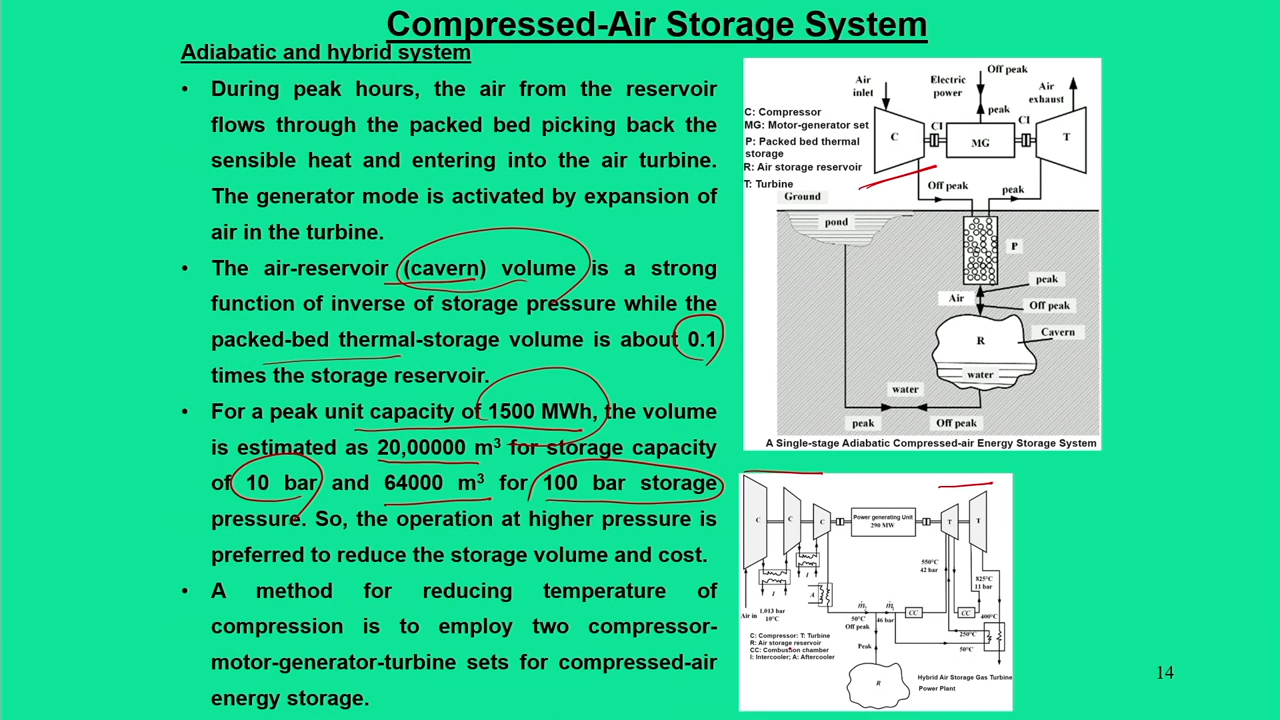 Compressed-Air Storage System
Adiabatic and hybrid system
• During peak hours, the air from the reservoir
flows through the packed bed picking back the
sensible heat and entering into the air turbine.
The generator mode is activated by expansion of
air in the turbine.
• The air-reservoir (cavern) volume is a strong
function of inverse of storage pressure while the
packed-bed thermal-storage volume is about 0.1
times the storage reservoir.
• For a peak unit capacity of 1500 MWh, the volume
is estimated as 20,00000 m³ for storage capacity
of 10 bar and 64000 m³ for 100 bar storage
pressure. So, the operation at higher pressure is
preferred to reduce the storage volume and cost.
• A method for reducing temperature of
compression is to employ two compressor-
motor-generator-turbine sets for compressed-air
energy storage.
Air inlet
Electric power
Off peak
peak
Air exhaust
C: Compressor
MG: Motor-generator set
P: Packed bed thermal
storage
R: Air storage reservoir
T: Turbine
C
CI
MG
CI
T
Off peak
peak
Ground
pond
P
peak
Air
Off peak
Cavern
R
water
water
peak
Off peak
A Single-stage Adiabatic Compressed-air Energy Storage System
C
C
C
Power generating Unit
290 MW
T
T
550°C
42 bar
825°C
11 bar
I
I
A
Air in
1.013 bar
10°C
50°C
Off peak
46 bar
CC
CC
400°C
250°C
50°C
Peak
C: Compressor: T: Turbine
R: Air storage reservoir
CC: Combustion chamber
I: Intercooler; A: Aftercooler
R
Hybrid Air Storage Gas Turbine
Power Plant
14